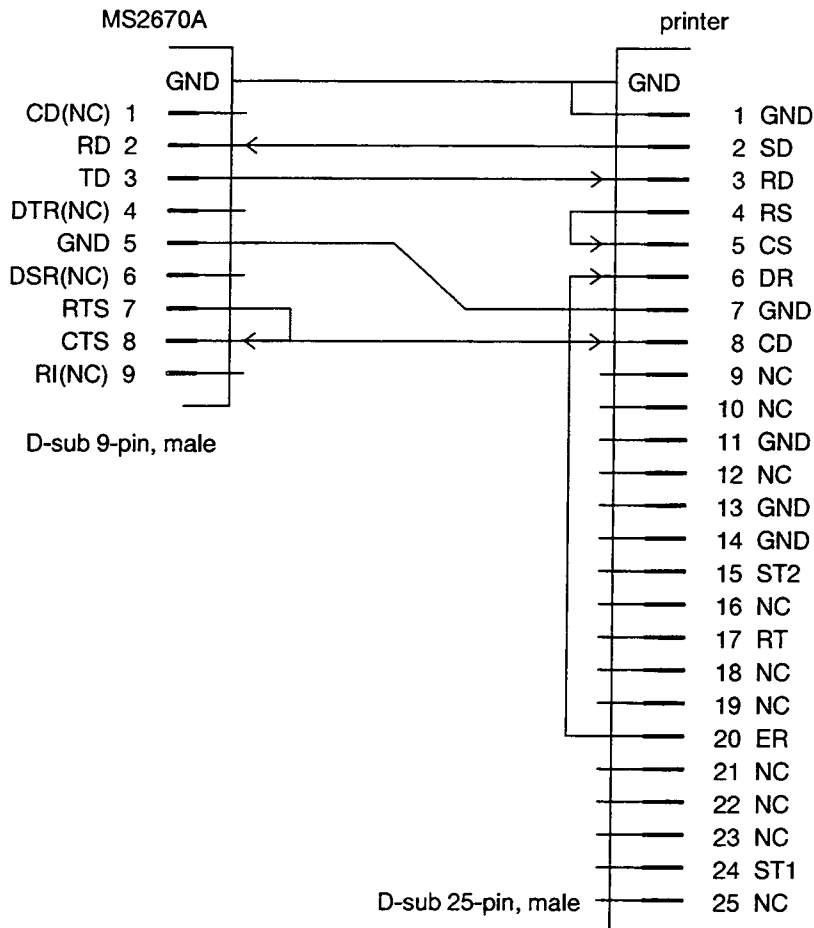 MS2670A
printer
GND
GND
CD(NC) 1
RD 2
TD 3
DTR(NC) 4
GND 5
DSR(NC) 6
RTS 7
CTS 8
RI(NC) 9
D-sub 9-pin, male
1 GND
2 SD
3 RD
4 RS
5 CS
6 DR
7 GND
8 CD
9 NC
10 NC
11 GND
12 NC
13 GND
14 GND
15 ST2
16 NC
17 RT
18 NC
19 NC
20 ER
21 NC
22 NC
23 NC
24 ST1
25 NC
D-sub 25-pin, male